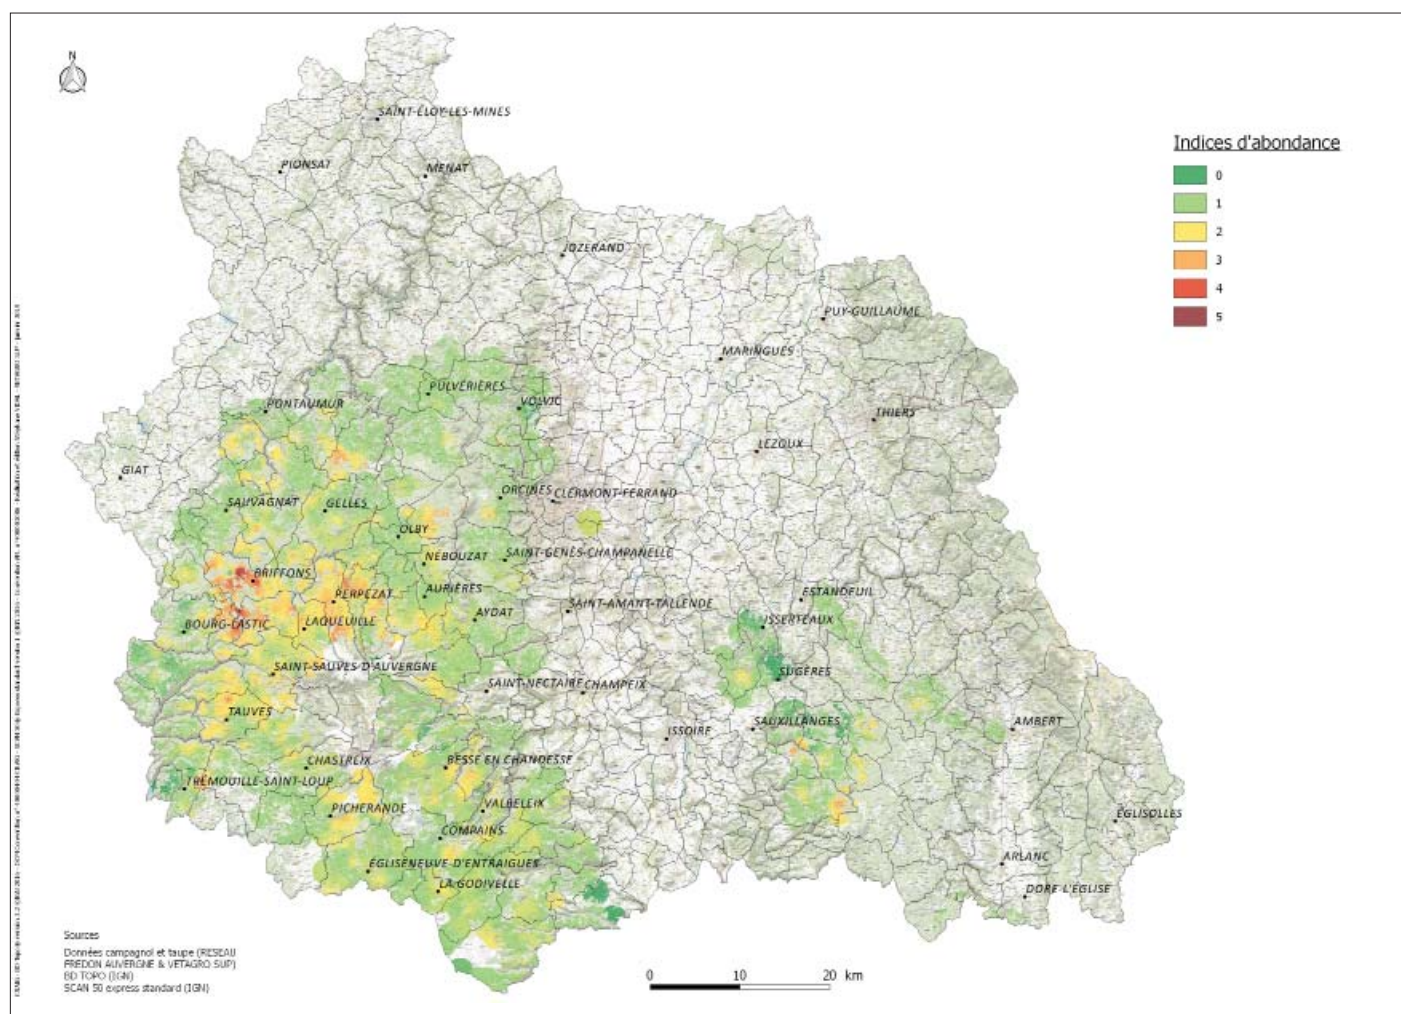 N
SAINT-ÉLOY-LES-MINES
PIONSAT
MENAT
JOZERAND
PUY-GUILLAUME
MARINGUES
PULVÉRIÈRES
PONTAUMUR
VOLVIC
THIERS
LEZOUX
GIAT
SAUVAGNAT
GELLES
ORCINES
CLERMONT-FERRAND
OLBY
NÉBOUZAT
SAINT-GENÈS-CHAMPANELLE
BRIFFONS
PERPEZAT
AURIÈRES
ESTANDEUIL
SAINT-AMANT-TALLENDE
AYDAT
BOURG-LASTIC
LAQUEUILLE
ISSERTEAUX
SAINT-SAUVES-D'AUVERGNE
SUGÈRES
SAINT-NECTAIRE
CHAMPEIX
TAUVES
ISSOIRE
SAUXILLANGES
AMBERT
CHASTREIX
BESSE EN CHANDESSE
TRÉMOUILLE-SAINT-LOUP
PICHERANDE
VALBELEIX
ÉGLISOLLES
COMPAINS
ÉGLISENEUVE-D'ENTRAIGUES
LA GODIVELLE
ARLANC
DORE-L'EGLISE
Indices d'abondance
0
1
2
3
4
5
Sources
Données campagnol et taupe (RESEAU
FREDON AUVERGNE & VETAGRO SUP)
BD TOPO (IGN)
SCAN 50 express standard (IGN)
0 10 20 km